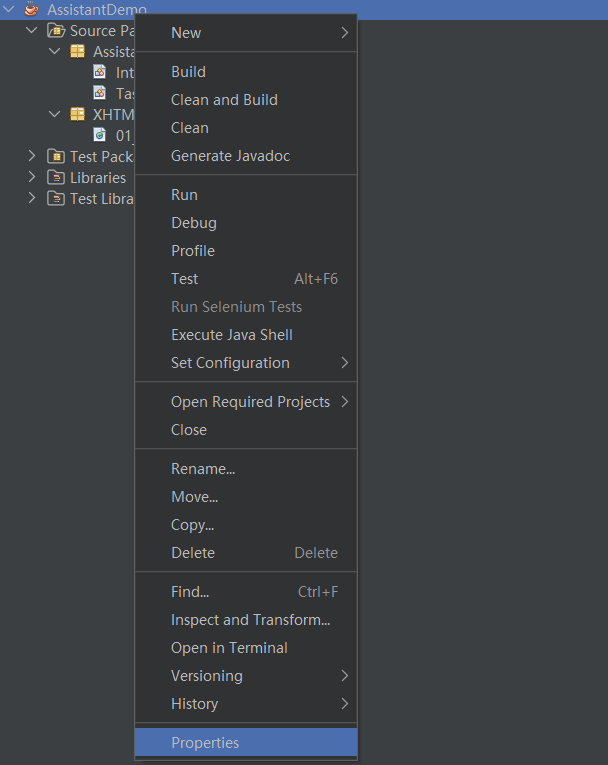 AssistantDemo
Source Pa
Assista
Int
Tas
XHTM
01_
Test Pack
Libraries
Test Libra
New
Build
Clean and Build
Clean
Generate Javadoc
Run
Debug
Profile
Test Alt+F6
Run Selenium Tests
Execute Java Shell
Set Configuration
Open Required Projects
Close
Rename...
Move...
Copy...
Delete Delete
Find... Ctrl+F
Inspect and Transform...
Open in Terminal
Versioning
History
Properties